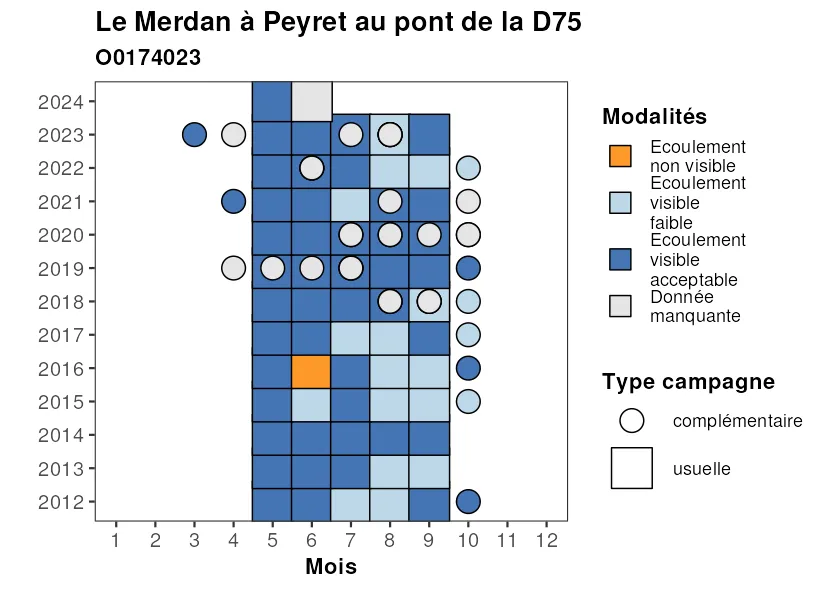 Le Merdan à Peyret au pont de la D75
O0174023
2024
2023
2022
2021
2020
2019
2018
2017
2016
2015
2014
2013
2012
1 2 3 4 5 6 7 8 9 10 11 12
Mois
Modalités
Ecoulement
non visible
Ecoulement
visible
faible
Ecoulement
visible
acceptable
Donnée
manquante
Type campagne
complémentaire
usuelle